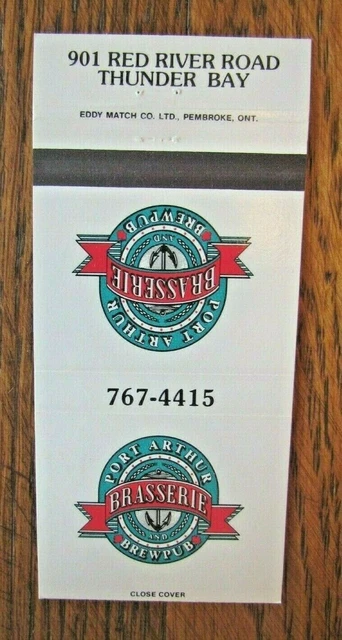 901 RED RIVER ROAD
THUNDER BAY
EDDY MATCH CO. LTD., PEMBROKE, ONT.
PORT ARTHUR
BRASSERIE
AND
BREWPUB
767-4415
PORT ARTHUR
BRASSERIE
AND
BREWPUB
CLOSE COVER